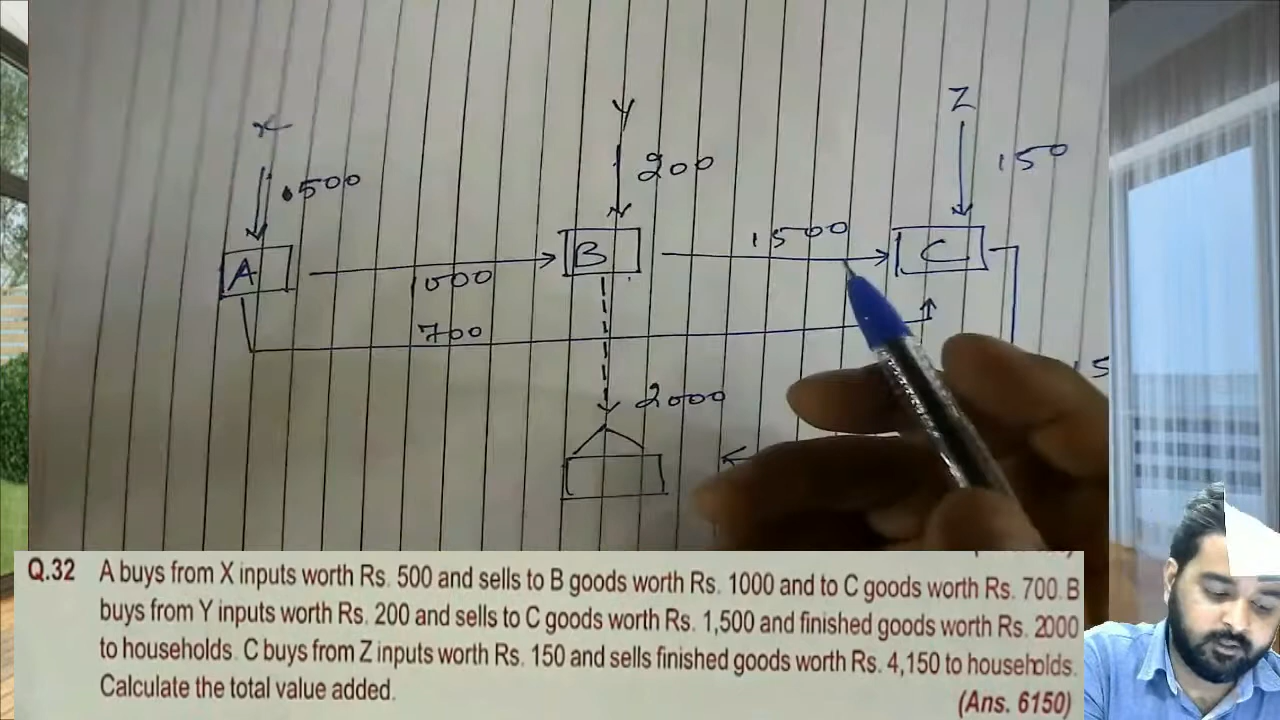 x
Y
Z
500
200
150
A
B
1500
C
1000
700
15
2000
Q.32 A buys from X inputs worth Rs. 500 and sells to B goods worth Rs. 1000 and to C goods worth Rs. 700. B
buys from Y inputs worth Rs. 200 and sells to C goods worth Rs. 1,500 and finished goods worth Rs. 2000
to households. C buys from Z inputs worth Rs. 150 and sells finished goods worth Rs. 4,150 to households.
Calculate the total value added. (Ans. 6150)